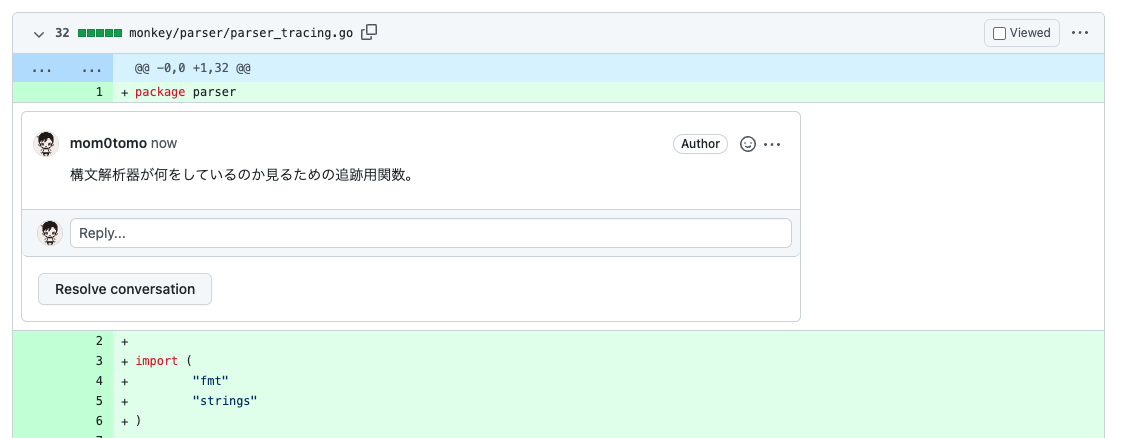 32 monkey/parser/parser_tracing.go Viewed ...
... ... @@ -0,0 +1,32 @@
1 + package parser
mom0tomo now Author ...
構文解析器が何をしているのか見るための追跡用関数。
Reply...
Resolve conversation
2 +
3 + import (
4 + "fmt"
5 + "strings"
6 + )